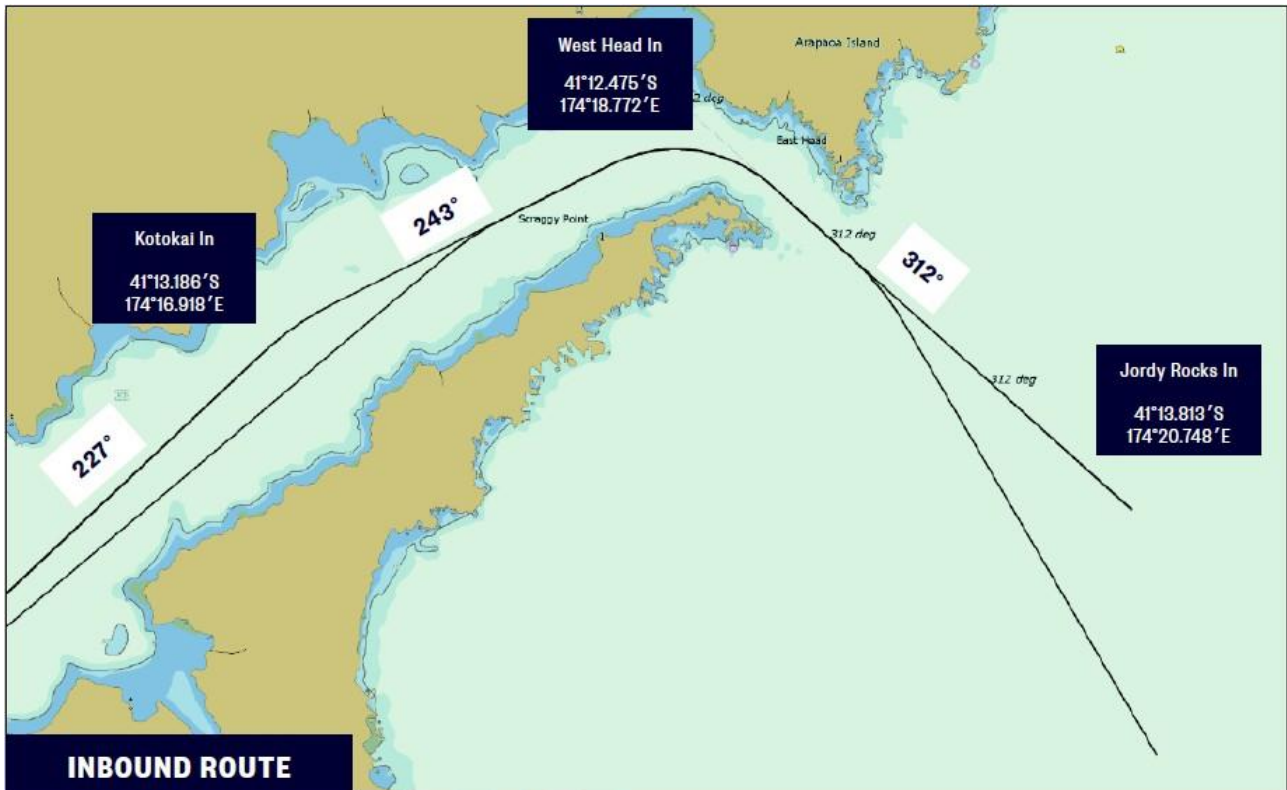 West Head In
41°12.475′S
174°18.772′E
Arapaoa Island
2 deg
East Head
Scraggy Point
243°
Kotokai In
41°13.186′S
174°16.918′E
312 deg
312°
312 deg
Jordy Rocks In
41°13.813′S
174°20.748′E
227°
INBOUND ROUTE